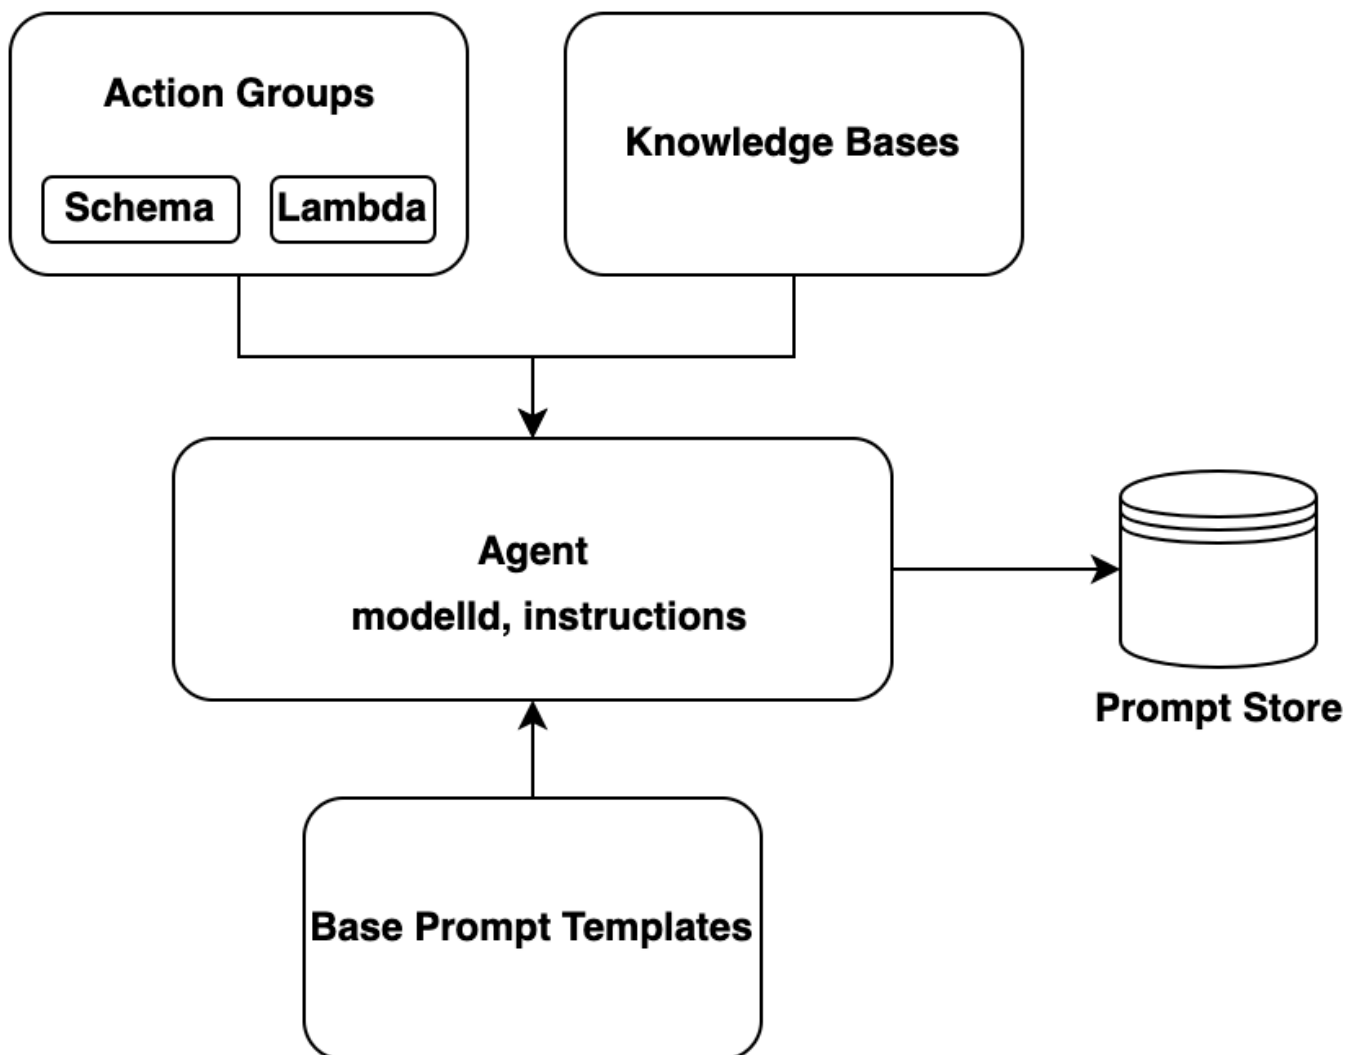 Action Groups
Knowledge Bases
Schema
Lambda
Agent
modelId, instructions
Prompt Store
Base Prompt Templates